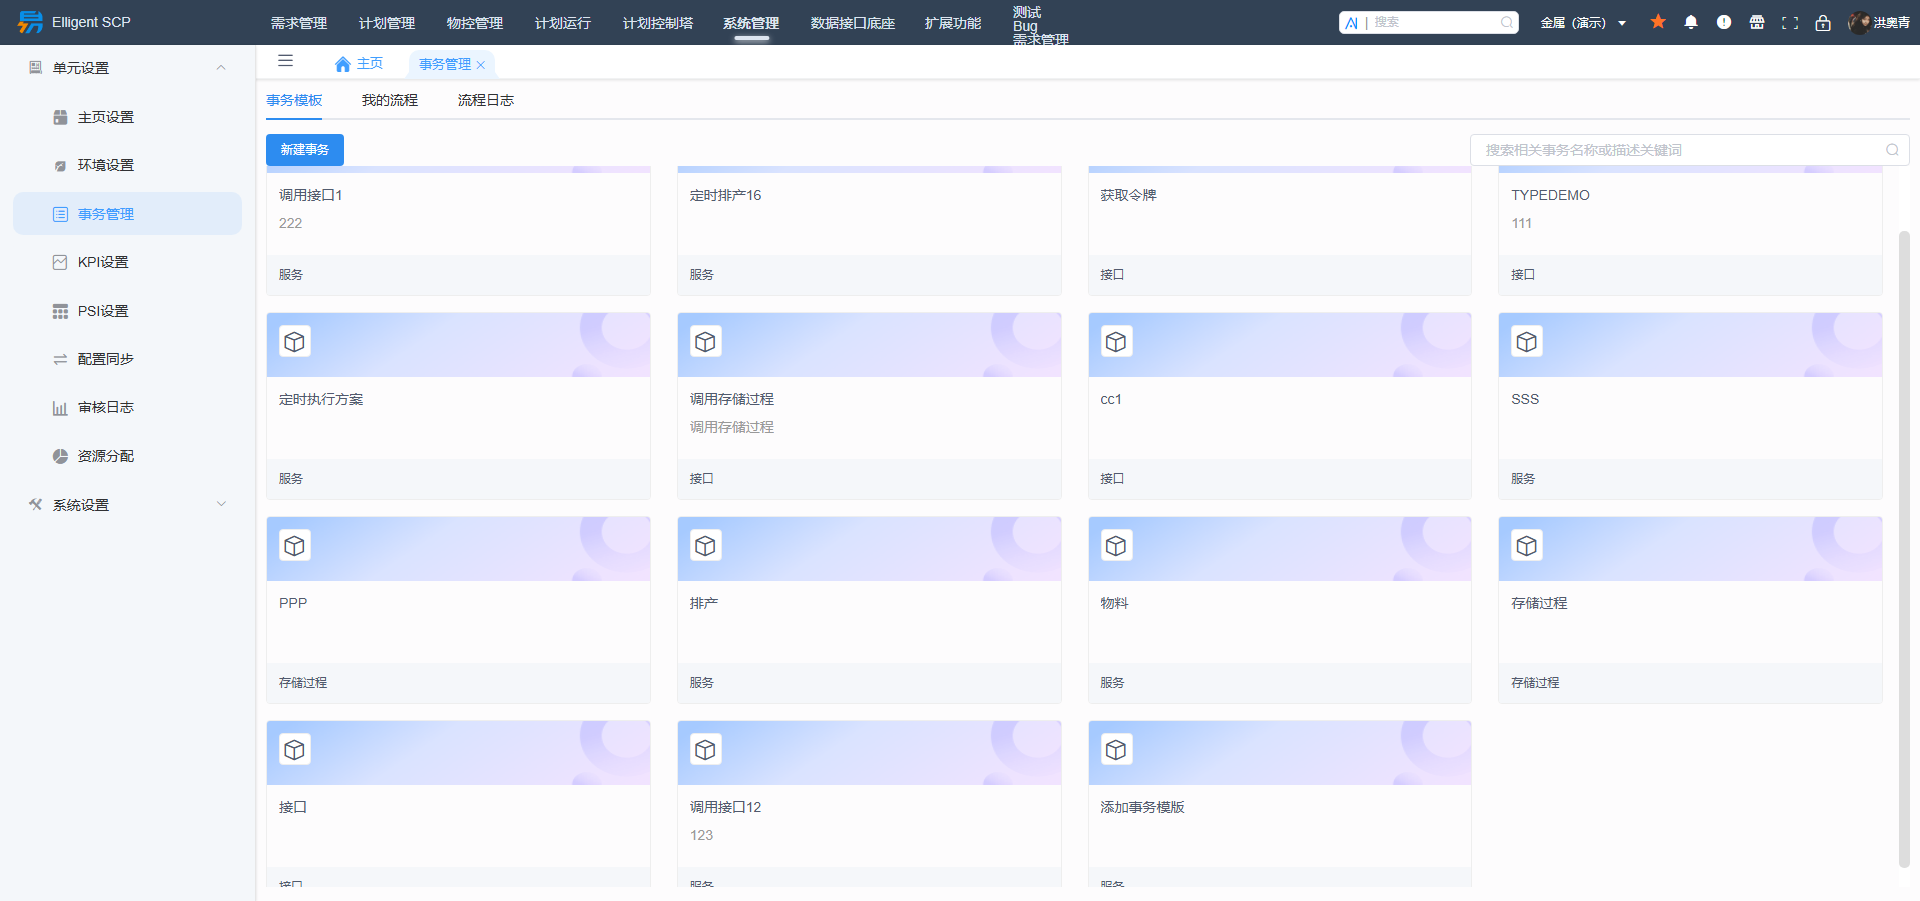 Elligent SCP
需求管理
计划管理
物控管理
计划运行
计划控制塔
系统管理
数据接口底座
扩展功能
测试
Bug
需求管理
AI | 搜索
金属（演示）
洪奥青
单元设置
主页设置
环境设置
事务管理
KPI设置
PSI设置
配置同步
审核日志
资源分配
系统设置
主页
事务管理
事务模板
我的流程
流程日志
新建事务
搜索相关事务名称或描述关键词
调用接口1
222
服务
定时排产16
服务
获取令牌
接口
TYPEDEMO
111
接口
定时执行方案
服务
调用存储过程
调用存储过程
接口
cc1
接口
SSS
服务
PPP
存储过程
排产
服务
物料
服务
存储过程
存储过程
接口
接口
调用接口12
123
服务
添加事务模版
服务